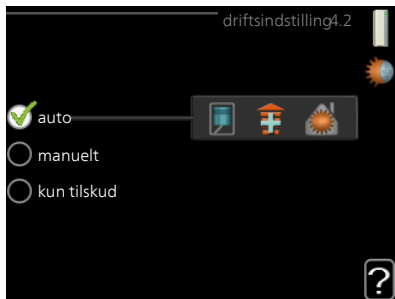 driftsindstilling4.2
auto
manuelt
kun tilskud
?